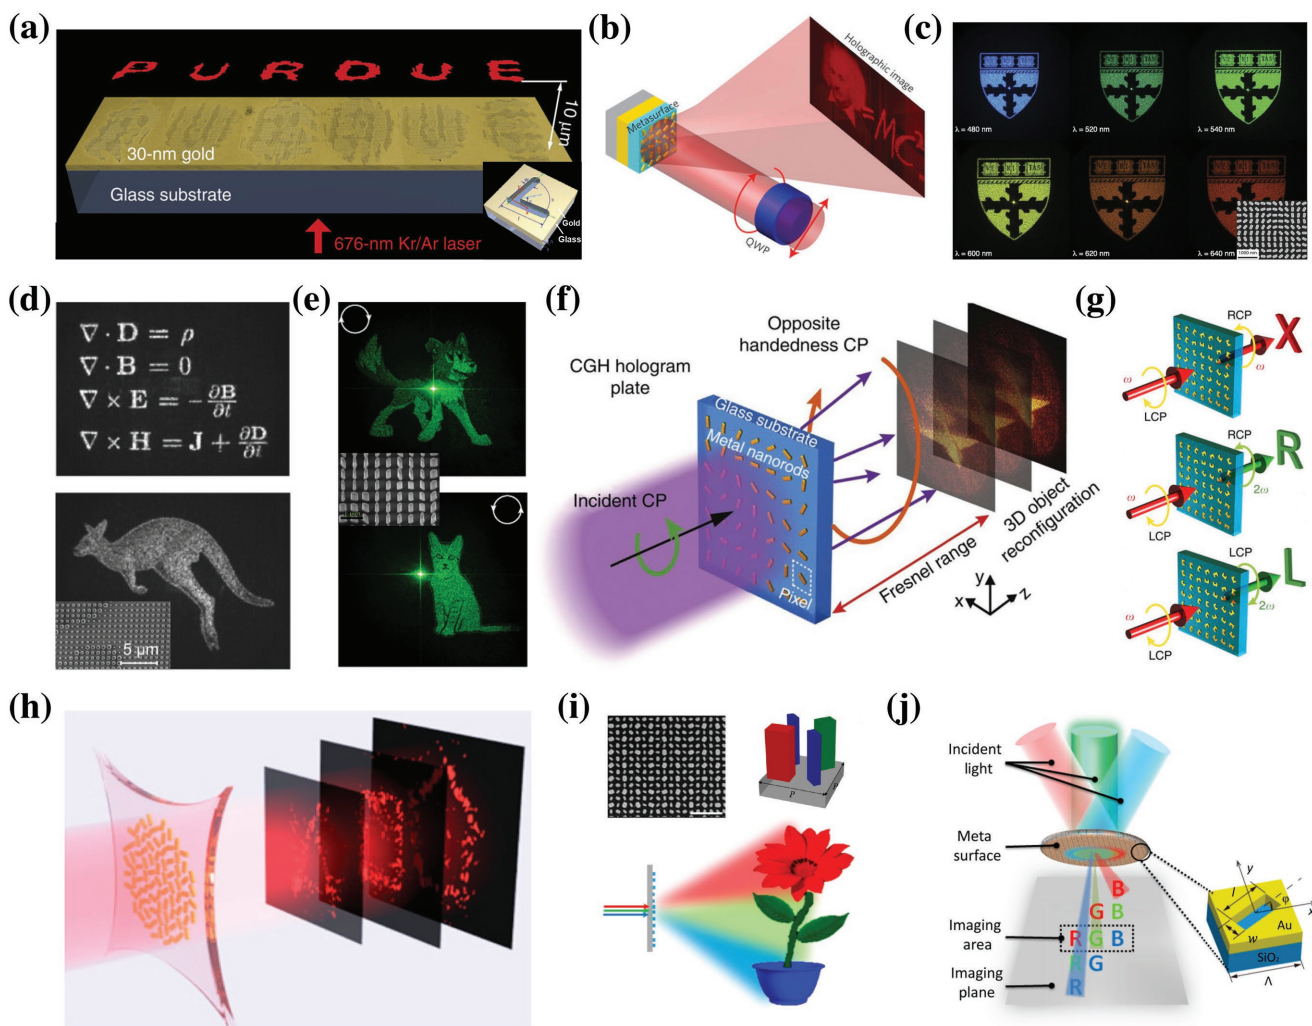 (a)
PURDUE
10 μm
30-nm gold
Glass substrate
676-nm Kr/Ar laser
Gold
Glass
(b)
Metasurface
Holographic image
=MC²
QWP
(c)
λ = 480 nm
λ = 520 nm
λ = 540 nm
λ = 600 nm
λ = 620 nm
λ = 640 nm
1000 nm
(d)
∇ · D = ρ
∇ · B = 0
∇ × E = −∂B/∂t
∇ × H = J + ∂D/∂t
5 μm
(e)
(f)
CGH hologram
plate
Opposite
handedness CP
Glass substrate
Metal nanorods
Incident CP
Pixel
Fresnel range
3D object
reconfiguration
y
x
z
(g)
RCP
X
ω
ω
LCP
RCP
R
ω
2ω
LCP
LCP
L
ω
2ω
LCP
(h)
(i)
P
P
(j)
Incident
light
Meta
surface
Imaging
area
Imaging
plane
B
G B
R G B
R G
R
y
x
l
φ
w
Au
SiO₂
Λ